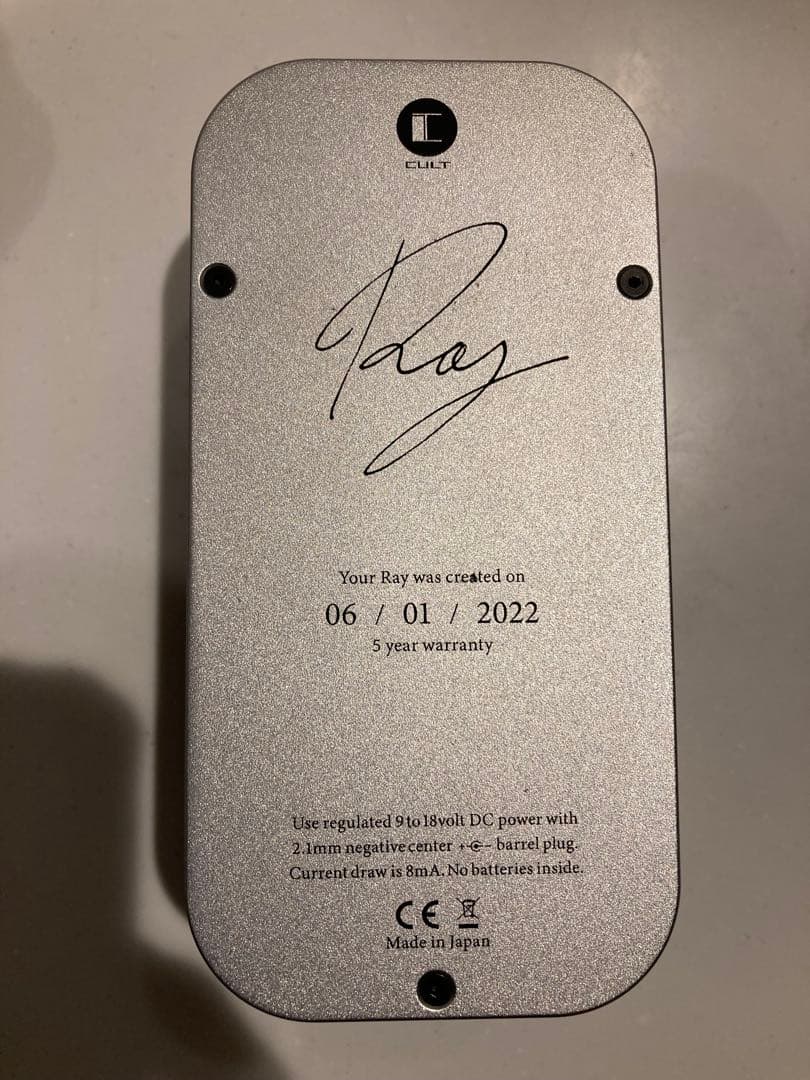 CULT
Ray
Your Ray was created on
06 / 01 / 2022
5 year warranty
Use regulated 9 to 18volt DC power with
2.1mm negative center + - barrel plug.
Current draw is 8mA. No batteries inside.
CE
Made in Japan